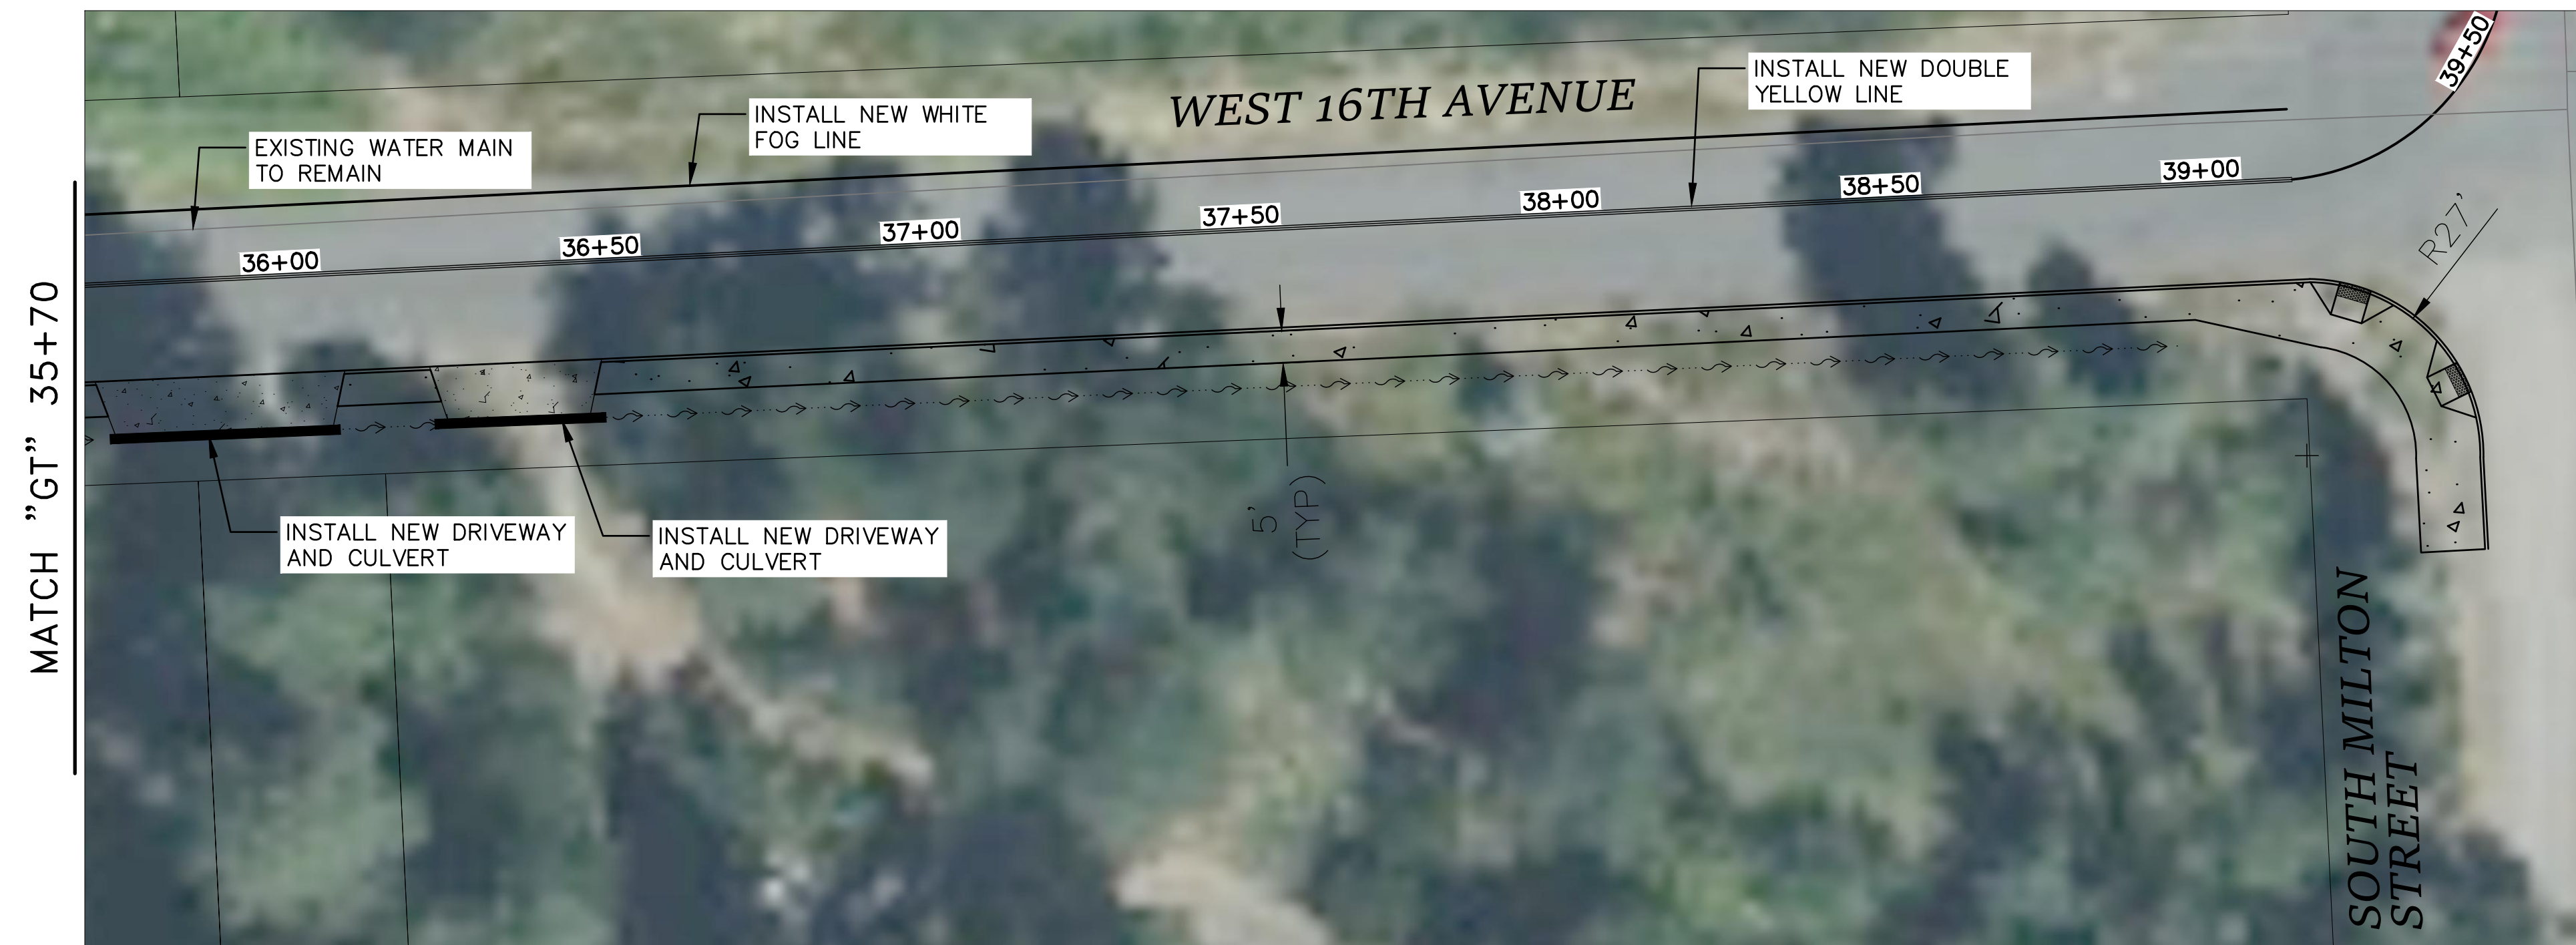 39+50
WEST 16TH AVENUE
INSTALL NEW DOUBLE
YELLOW LINE
INSTALL NEW WHITE
FOG LINE
EXISTING WATER MAIN
TO REMAIN
36+00
36+50
37+00
37+50
38+00
38+50
39+00
R27'
MATCH "GT" 35+70
5'
(TYP)
INSTALL NEW DRIVEWAY
AND CULVERT
INSTALL NEW DRIVEWAY
AND CULVERT
SOUTH MILTON
STREET